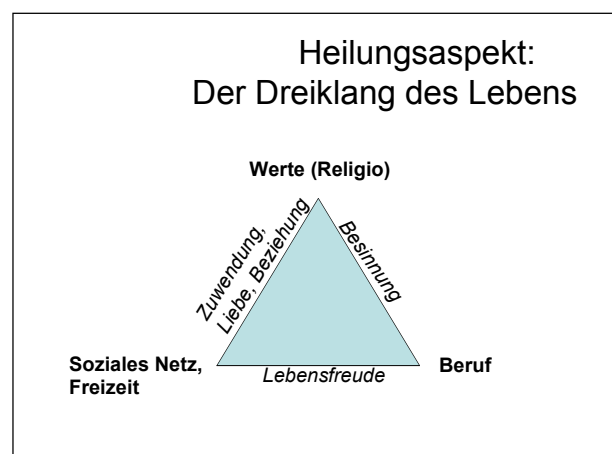 Heilungsaspekt:
Der Dreiklang des Lebens
Werte (Religio)
Zuwendung,
Liebe, Beziehung
Besinnung
Soziales Netz,
Freizeit
Lebensfreude
Beruf